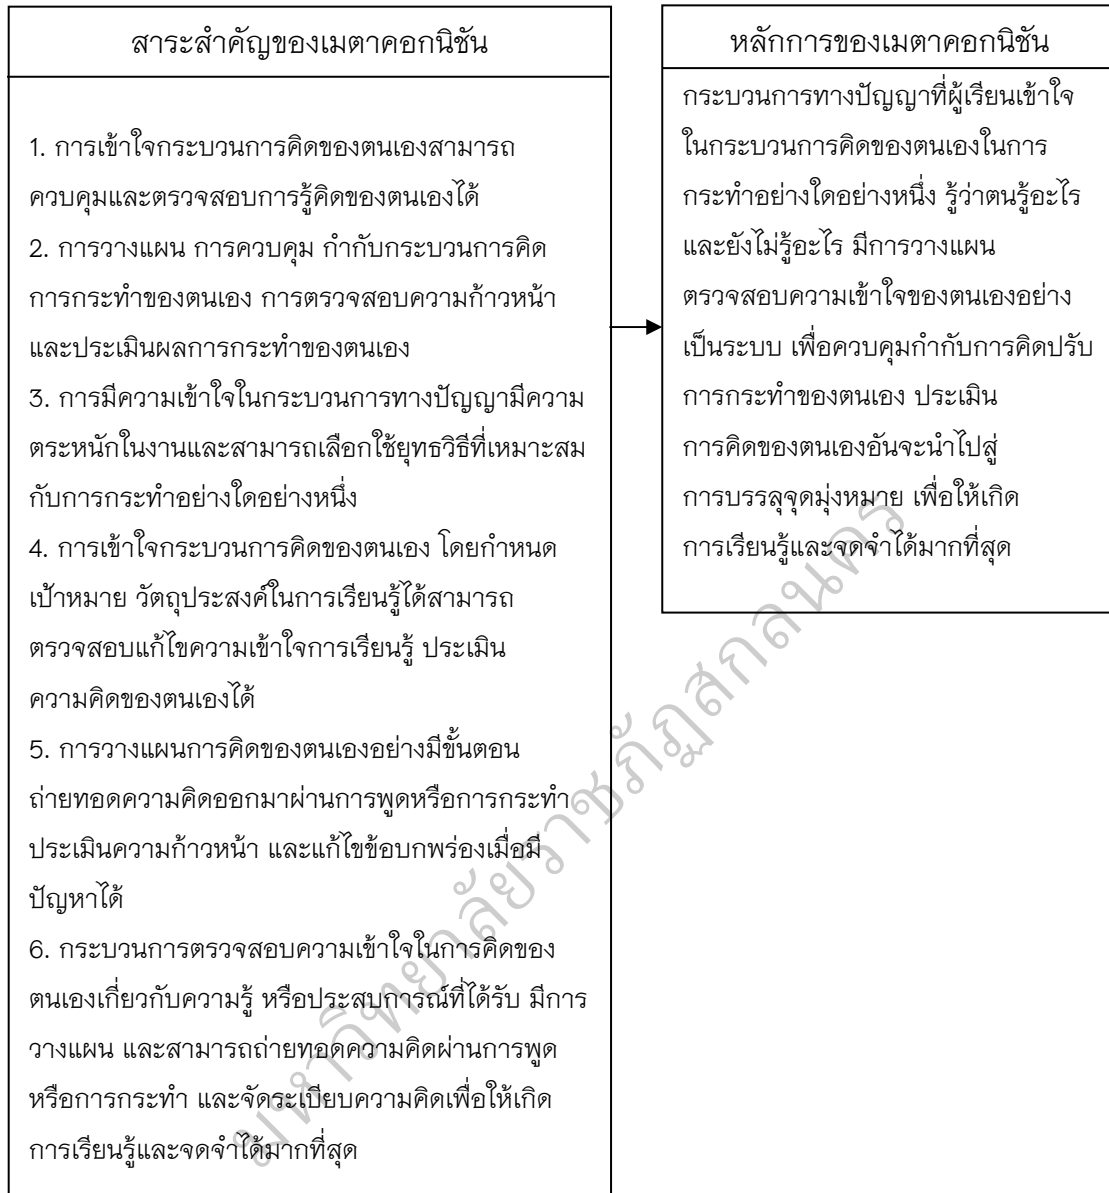 สาระสำคัญของเมตาคอกนิชัน
1. การเข้าใจกระบวนการคิดของตนเองสามารถ
ควบคุมและตรวจสอบการรู้คิดของตนเองได้
2. การวางแผน การควบคุม กำกับกระบวนการคิด
การกระทำของตนเอง การตรวจสอบความก้าวหน้า
และประเมินผลการกระทำของตนเอง
3. การมีความเข้าใจในกระบวนการทางปัญญามีความ
ตระหนักในงานและสามารถเลือกใช้ยุทธวิธีที่เหมาะสม
กับการกระทำอย่างใดอย่างหนึ่ง
4. การเข้าใจกระบวนการคิดของตนเอง โดยกำหนด
เป้าหมาย วัตถุประสงค์ในการเรียนรู้ได้สามารถ
ตรวจสอบแก้ไขความเข้าใจการเรียนรู้ ประเมิน
ความคิดของตนเองได้
5. การวางแผนการคิดของตนเองอย่างมีขั้นตอน
ถ่ายทอดความคิดออกมาผ่านการพูดหรือการกระทำ
ประเมินความก้าวหน้า และแก้ไขข้อบกพร่องเมื่อมี
ปัญหาได้
6. กระบวนการตรวจสอบความเข้าใจในการคิดของ
ตนเองเกี่ยวกับความรู้ หรือประสบการณ์ที่ได้รับ มีการ
วางแผน และสามารถถ่ายทอดความคิดผ่านการพูด
หรือการกระทำ และจัดระเบียบความคิดเพื่อให้เกิด
การเรียนรู้และจดจำได้มากที่สุด
หลักการของเมตาคอกนิชัน
กระบวนการทางปัญญาที่ผู้เรียนเข้าใจ
ในกระบวนการคิดของตนเองในการ
กระทำอย่างใดอย่างหนึ่ง รู้ว่าตนรู้อะไร
และยังไม่รู้อะไร มีการวางแผน
ตรวจสอบความเข้าใจของตนเองอย่าง
เป็นระบบ เพื่อควบคุมกำกับการคิดปรับ
การกระทำของตนเอง ประเมิน
การคิดของตนเองอันจะนำไปสู่
การบรรลุจุดมุ่งหมาย เพื่อให้เกิด
การเรียนรู้และจดจำได้มากที่สุด
มหาวิทยาลัยราชภัฏสกลนคร